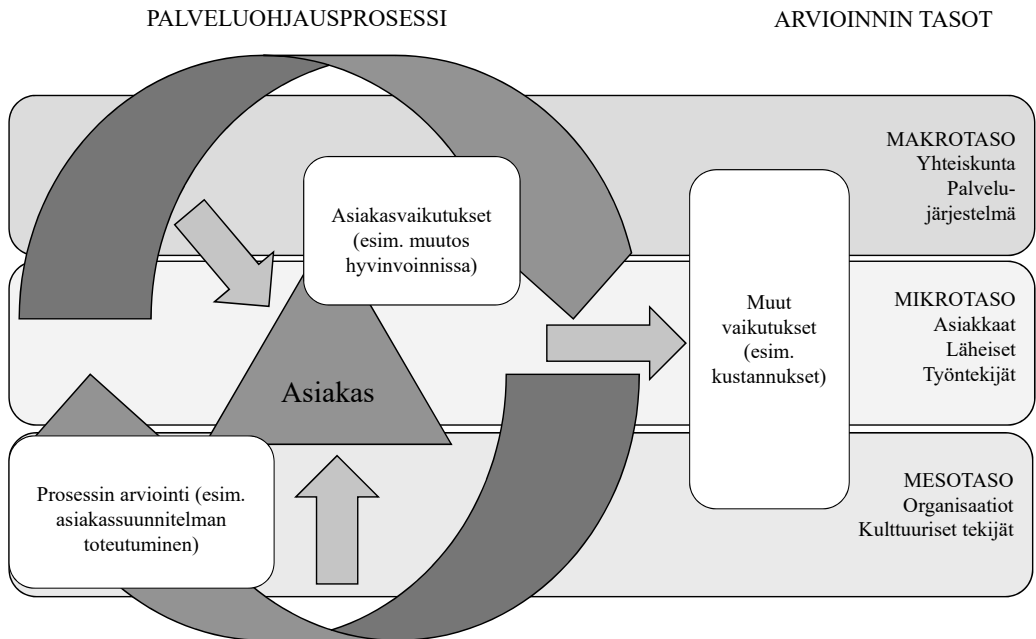 PALVELUOHJAUSPROSESSI
ARVIOINNIN TASOT
MAKROTASO
Yhteiskunta
Palvelu-
järjestelmä
Asiakasvaikutukset
(esim. muutos
hyvinvoinnissa)
Muut
vaikutukset
(esim.
kustannukset)
MIKROTASO
Asiakkaat
Läheiset
Työntekijät
Asiakas
Prosessin arviointi (esim.
asiakassuunnitelman
toteutuminen)
MESOTASO
Organisaatiot
Kulttuuriset tekijät